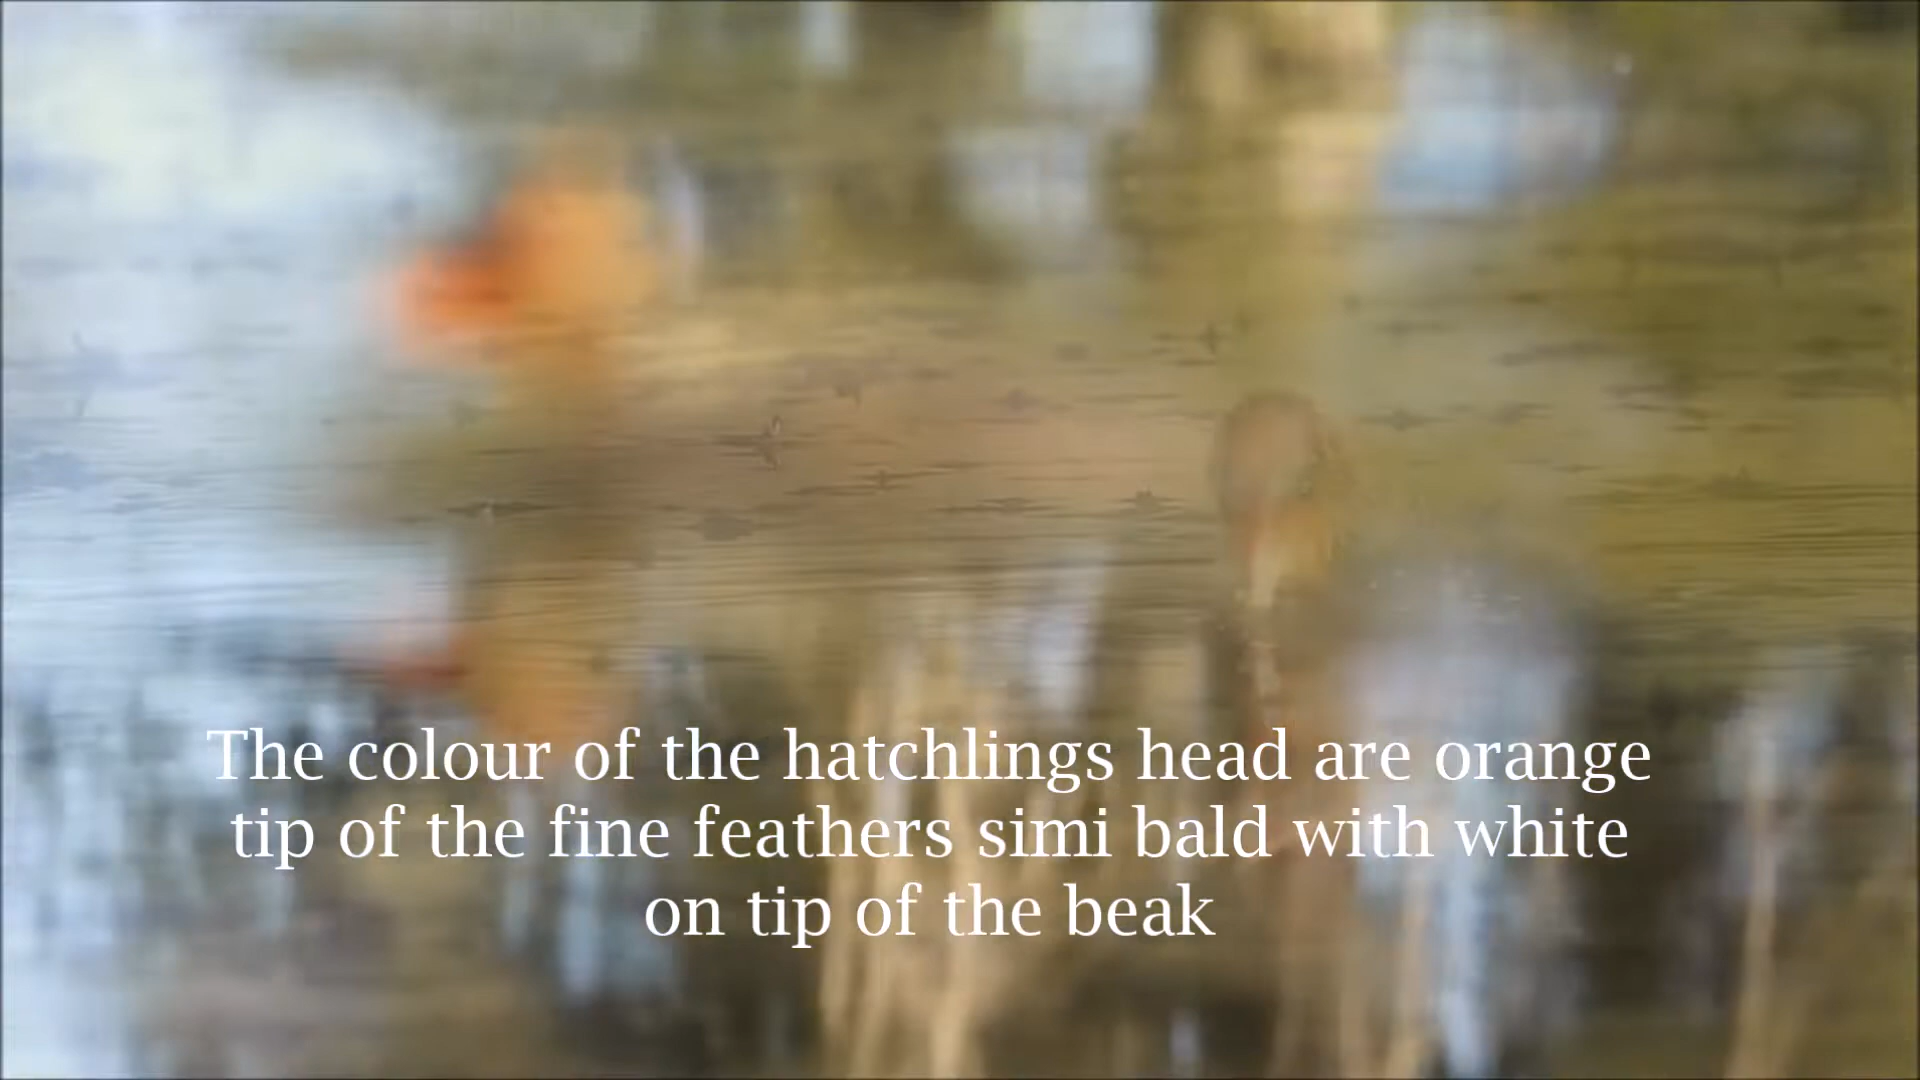 The colour of the hatchlings head are orange
tip of the fine feathers simi bald with white
on tip of the beak